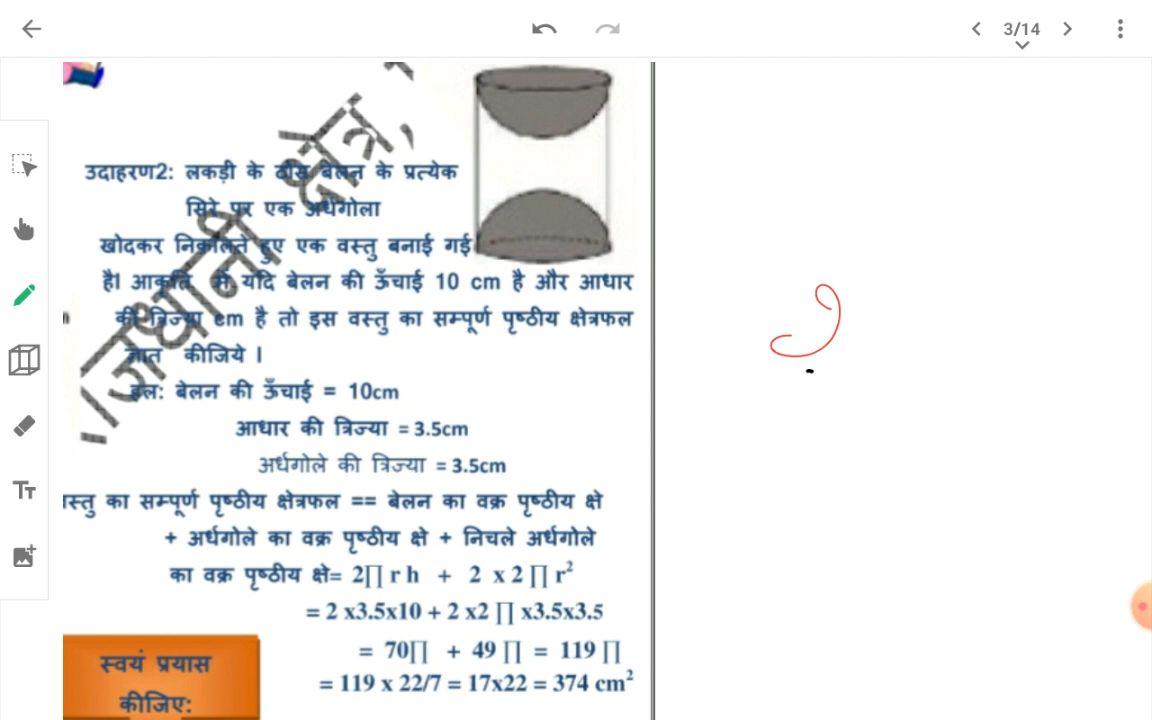 3/14
उदाहरण2: लकड़ी के ठोस बेलन के प्रत्येक
सिरे पर एक अर्धगोला
खोदकर निकालते हुए एक वस्तु बनाई गई
है। आकृति में यदि बेलन की ऊँचाई 10 cm है और आधार
की त्रिज्या cm है तो इस वस्तु का सम्पूर्ण पृष्ठीय क्षेत्रफल
ज्ञात कीजिये ।
हल: बेलन की ऊँचाई = 10cm
आधार की त्रिज्या = 3.5cm
अर्धगोले की त्रिज्या = 3.5cm
स्तु का सम्पूर्ण पृष्ठीय क्षेत्रफल == बेलन का वक्र पृष्ठीय क्षे
+ अर्धगोले का वक्र पृष्ठीय क्षे + निचले अर्धगोले
का वक्र पृष्ठीय क्षे= 2∏ r h + 2 x 2 ∏ r²
= 2 x3.5x10 + 2 x2 ∏ x3.5x3.5
= 70∏ + 49 ∏ = 119 ∏
= 119 x 22/7 = 17x22 = 374 cm²
स्वयं प्रयास
कीजिए:
राजधानी क्षेत्र,
Tт